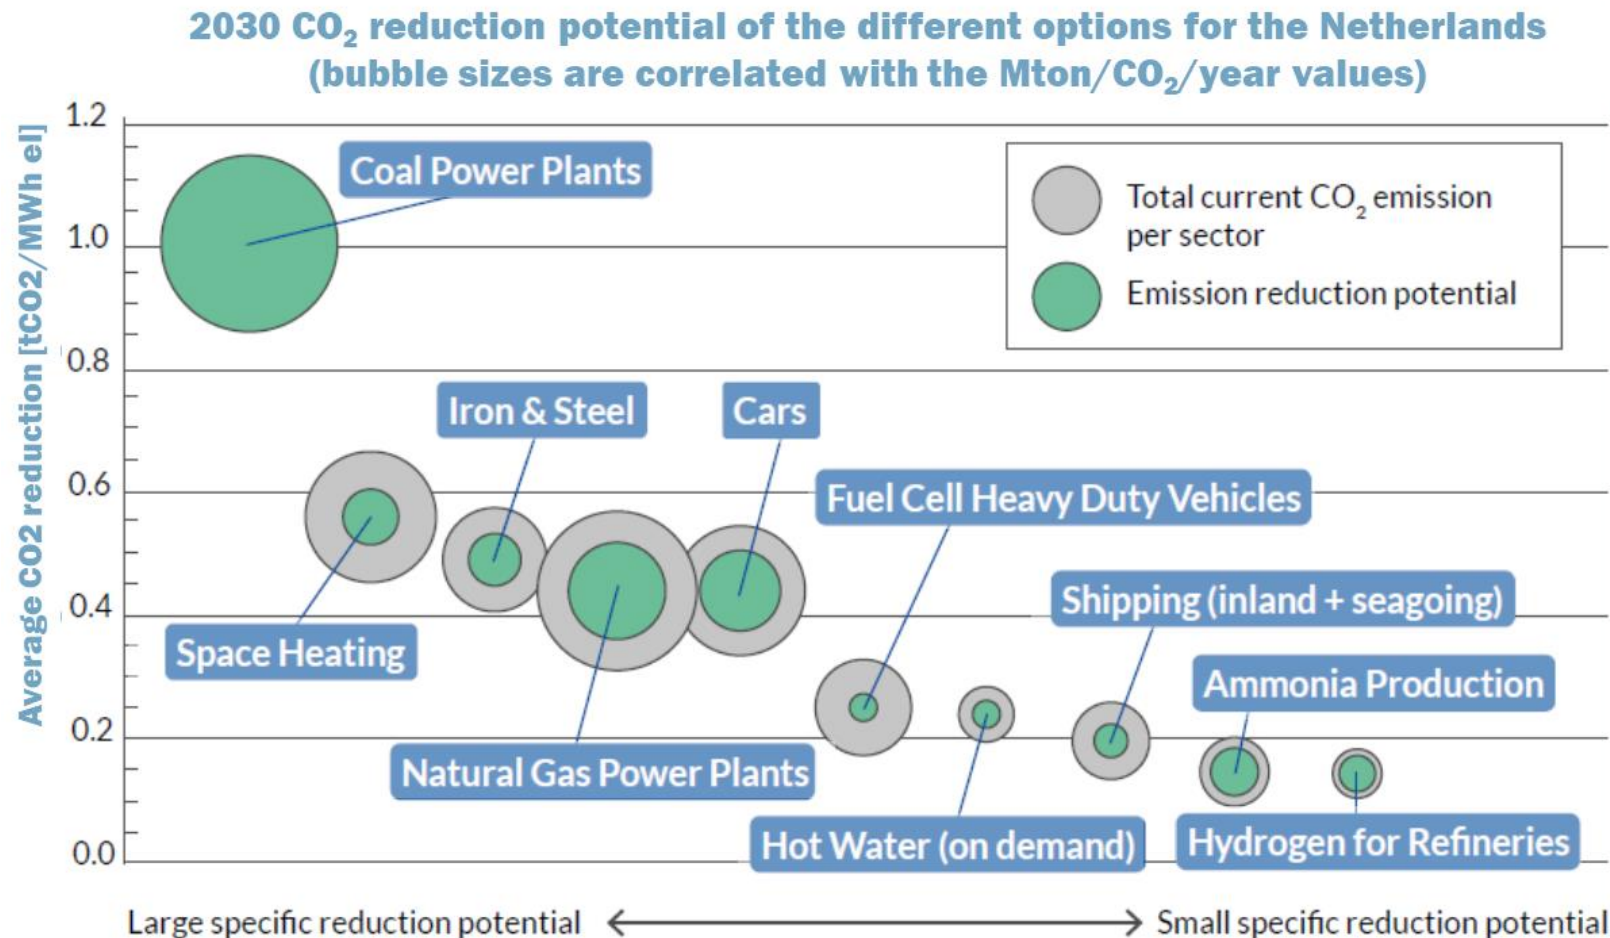 2030 CO₂ reduction potential of the different options for the Netherlands
(bubble sizes are correlated with the Mton/CO₂/year values)
Average CO2 reduction [tCO2/MWh el]
1.2
1.0
0.8
0.6
0.4
0.2
0.0
Coal Power Plants
Total current CO₂ emission
per sector
Emission reduction potential
Iron & Steel
Cars
Fuel Cell Heavy Duty Vehicles
Shipping (inland + seagoing)
Space Heating
Ammonia Production
Natural Gas Power Plants
Hot Water (on demand)
Hydrogen for Refineries
Large specific reduction potential
Small specific reduction potential